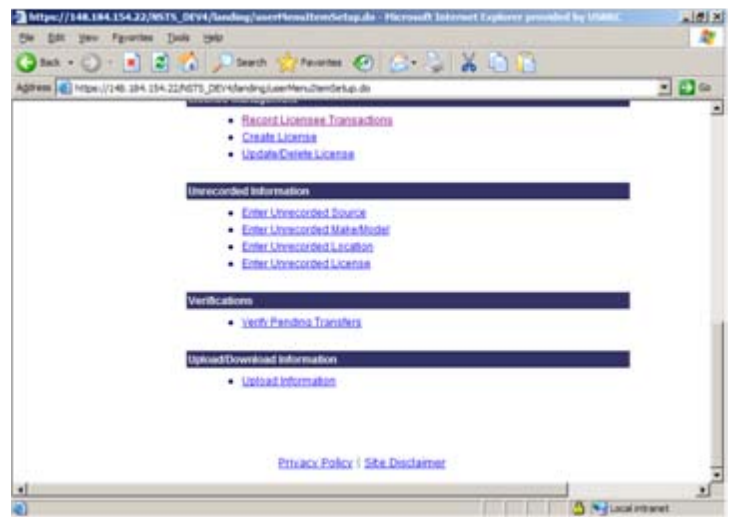 https://148.184.154.22/NSTS_DEV4/landing/userMenuItemSetup.do - Microsoft Internet Explorer provided by USNRC
File Edit View Favorites Tools Help
Back Search Favorites
Address https://148.184.154.22/NSTS_DEV4/landing/userMenuItemSetup.do Go
License Management
Record Licensee Transactions
Create License
Update/Delete License
Unrecorded Information
Enter Unrecorded Source
Enter Unrecorded Make/Model
Enter Unrecorded Location
Enter Unrecorded License
Verifications
Verify Pending Transfers
Upload/Download Information
Upload Information
Privacy Policy | Site Disclaimer
Local intranet